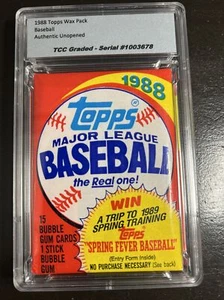 1988 Topps Wax Pack
Baseball
Authentic Unopened
TCC Graded - Serial #1003678
1988
topps
MAJOR LEAGUE
BASEBALL
the Real one!
WIN
A TRIP TO 1989
SPRING TRAINING
topps
"SPRING FEVER BASEBALL"
(Entry Form Inside)
NO PURCHASE NECESSARY (See back)
15
BUBBLE
GUM CARDS
1 STICK
BUBBLE
GUM